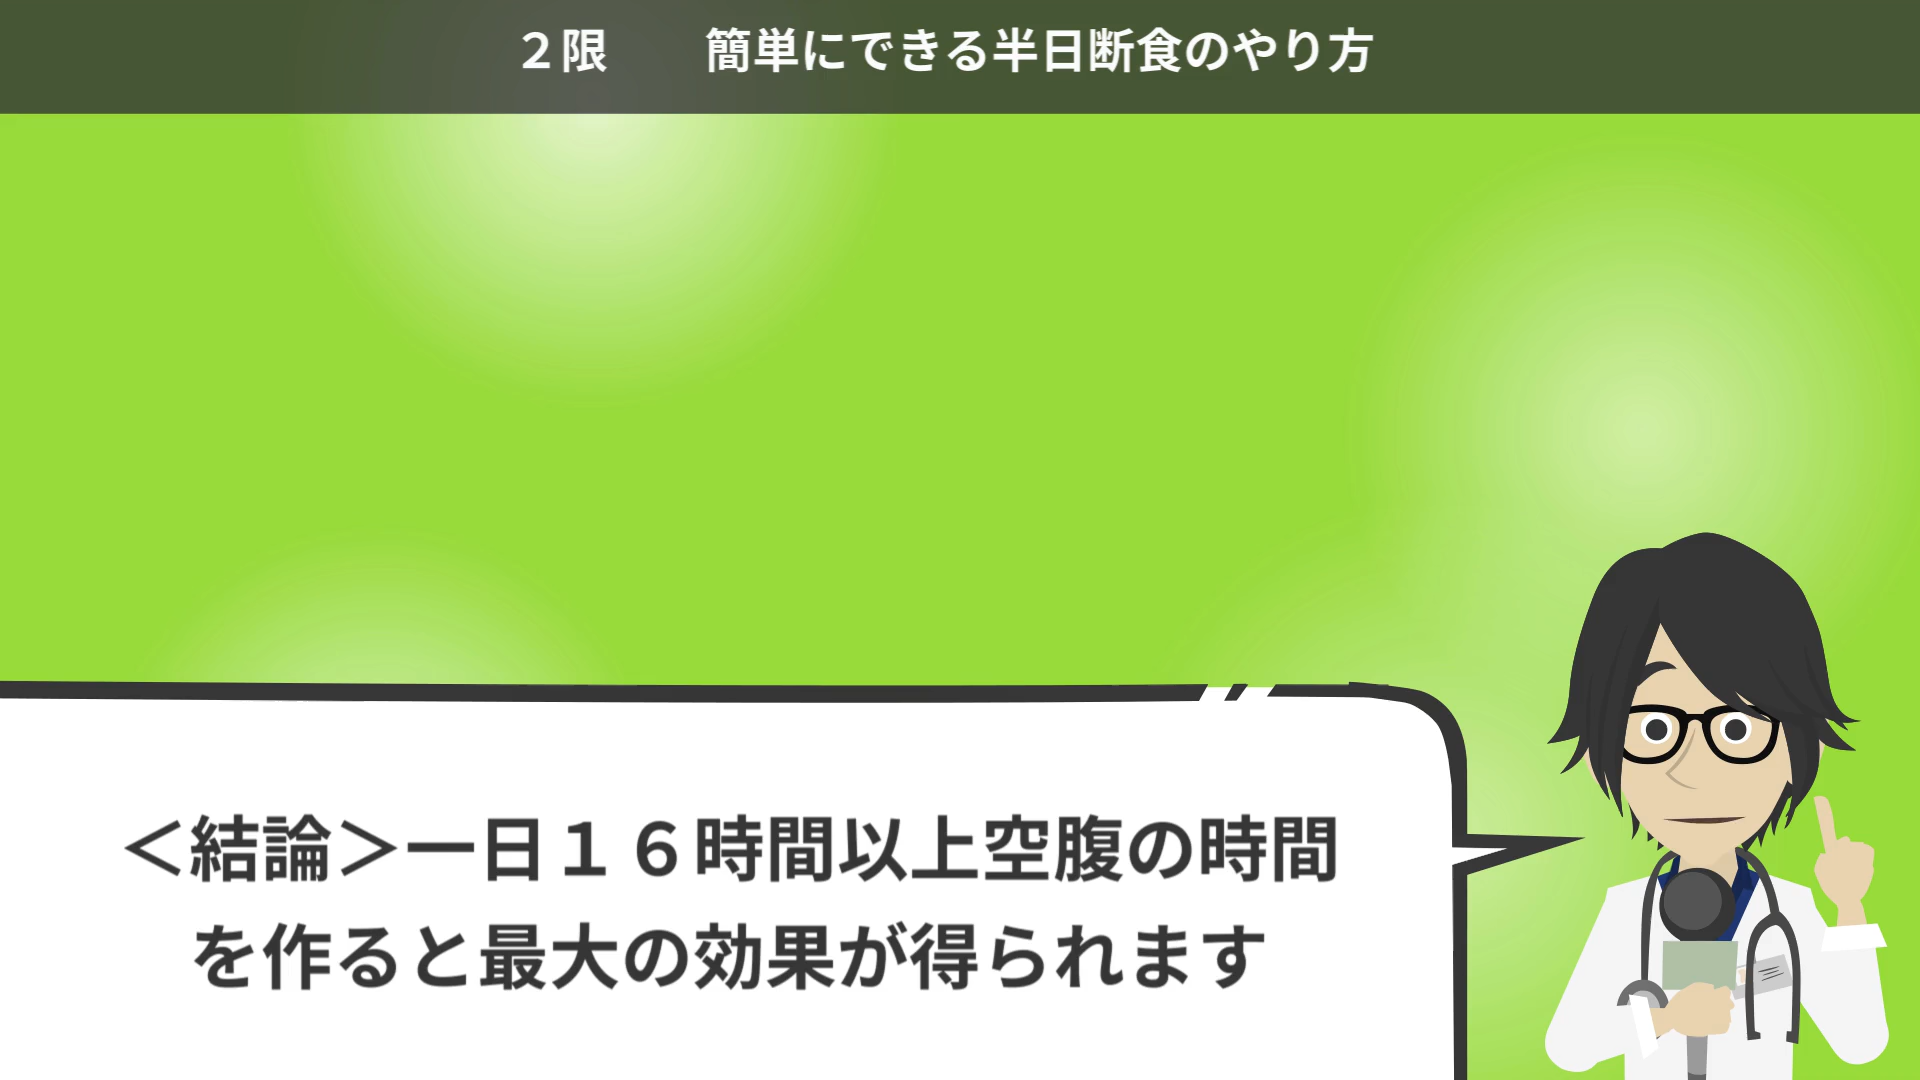 ２限　　簡単にできる半日断食のやり方
＜結論＞一日１６時間以上空腹の時間
を作ると最大の効果が得られます